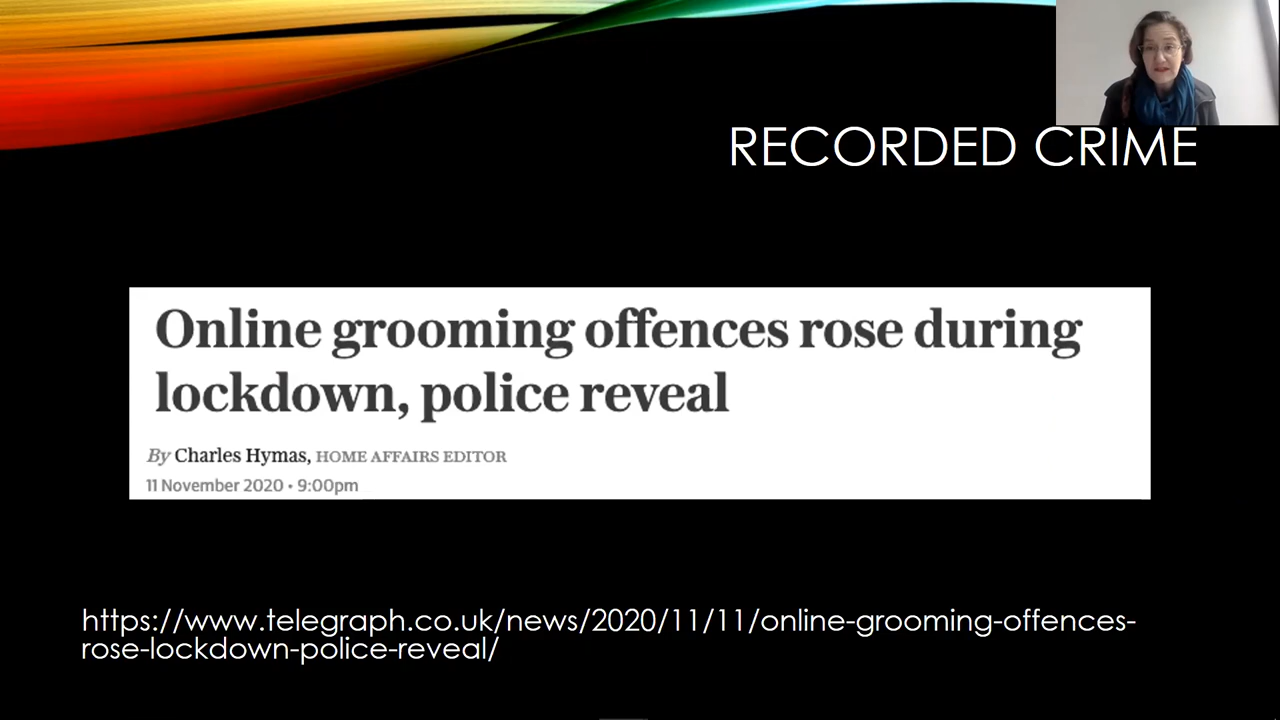 RECORDED CRIME
Online grooming offences rose during
lockdown, police reveal
By Charles Hymas, HOME AFFAIRS EDITOR
11 November 2020 • 9:00pm
https://www.telegraph.co.uk/news/2020/11/11/online-grooming-offences-
rose-lockdown-police-reveal/